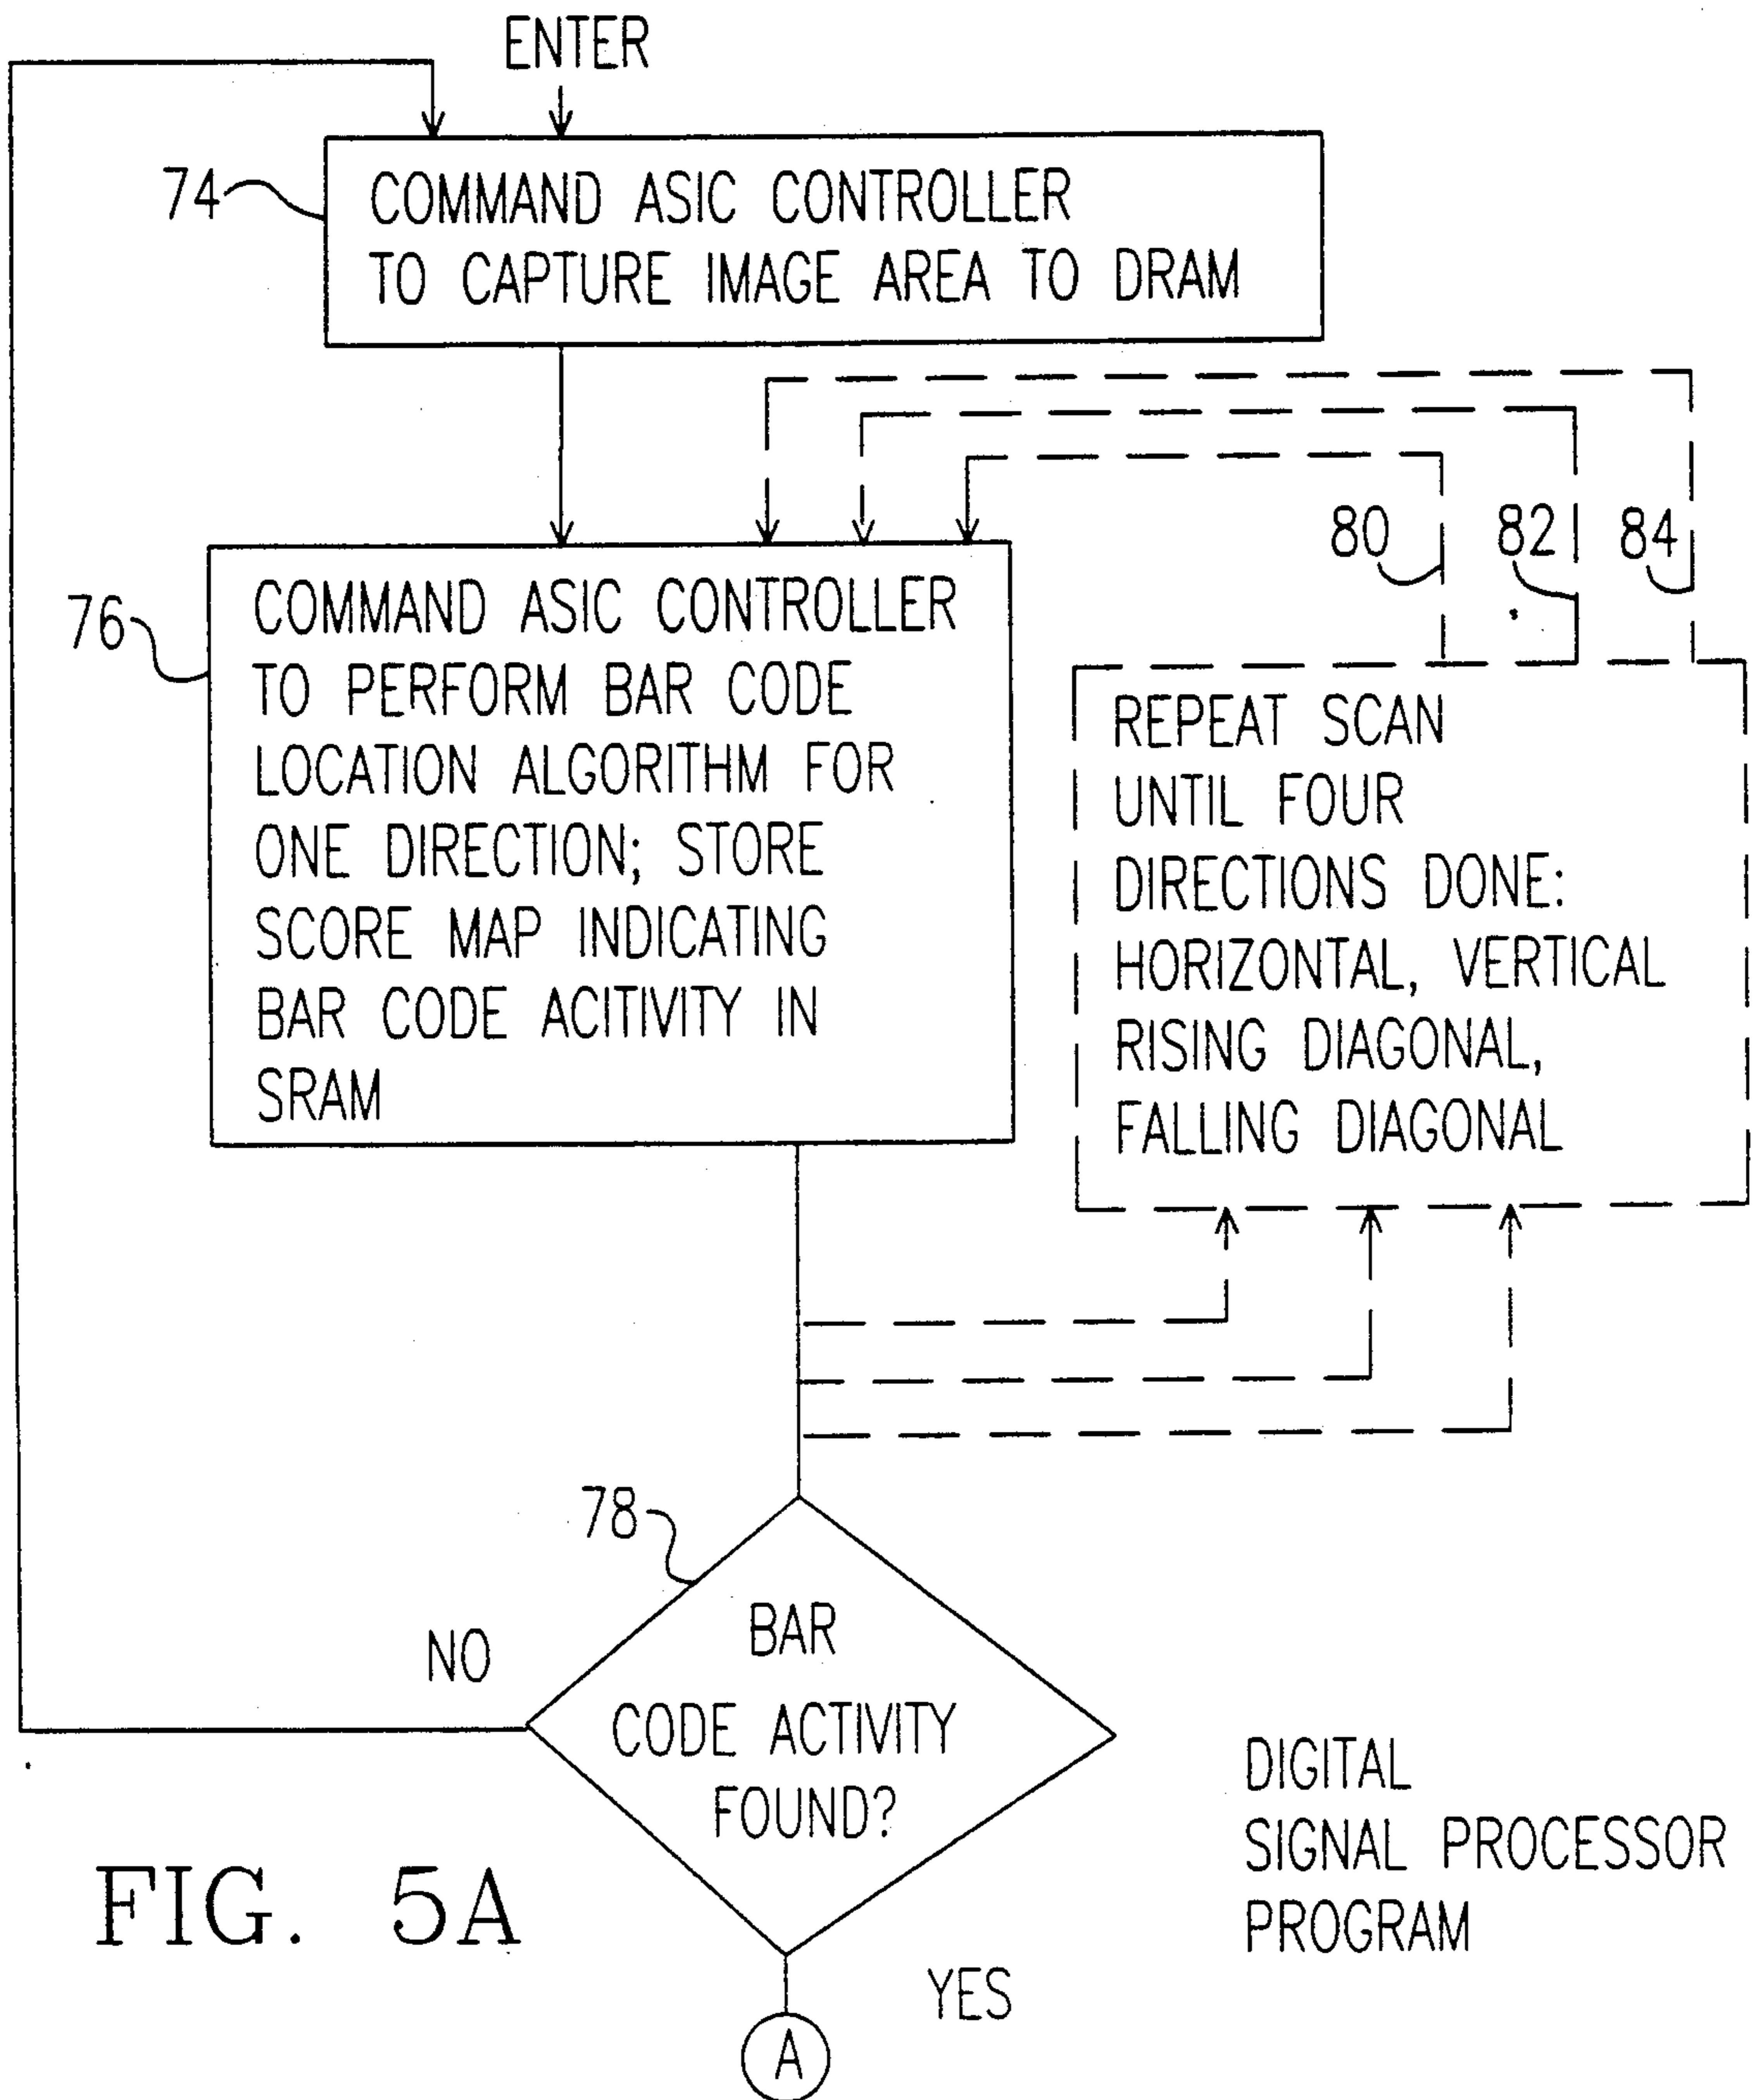 ENTER
74
COMMAND ASIC CONTROLLER
TO CAPTURE IMAGE AREA TO DRAM
80
82
84
76
COMMAND ASIC CONTROLLER
TO PERFORM BAR CODE
LOCATION ALGORITHM FOR
ONE DIRECTION; STORE
SCORE MAP INDICATING
BAR CODE ACITIVITY IN
SRAM
REPEAT SCAN
UNTIL FOUR
DIRECTIONS DONE:
HORIZONTAL, VERTICAL
RISING DIAGONAL,
FALLING DIAGONAL
78
BAR
CODE ACTIVITY
FOUND?
NO
YES
A
DIGITAL
SIGNAL PROCESSOR
PROGRAM
FIG. 5A